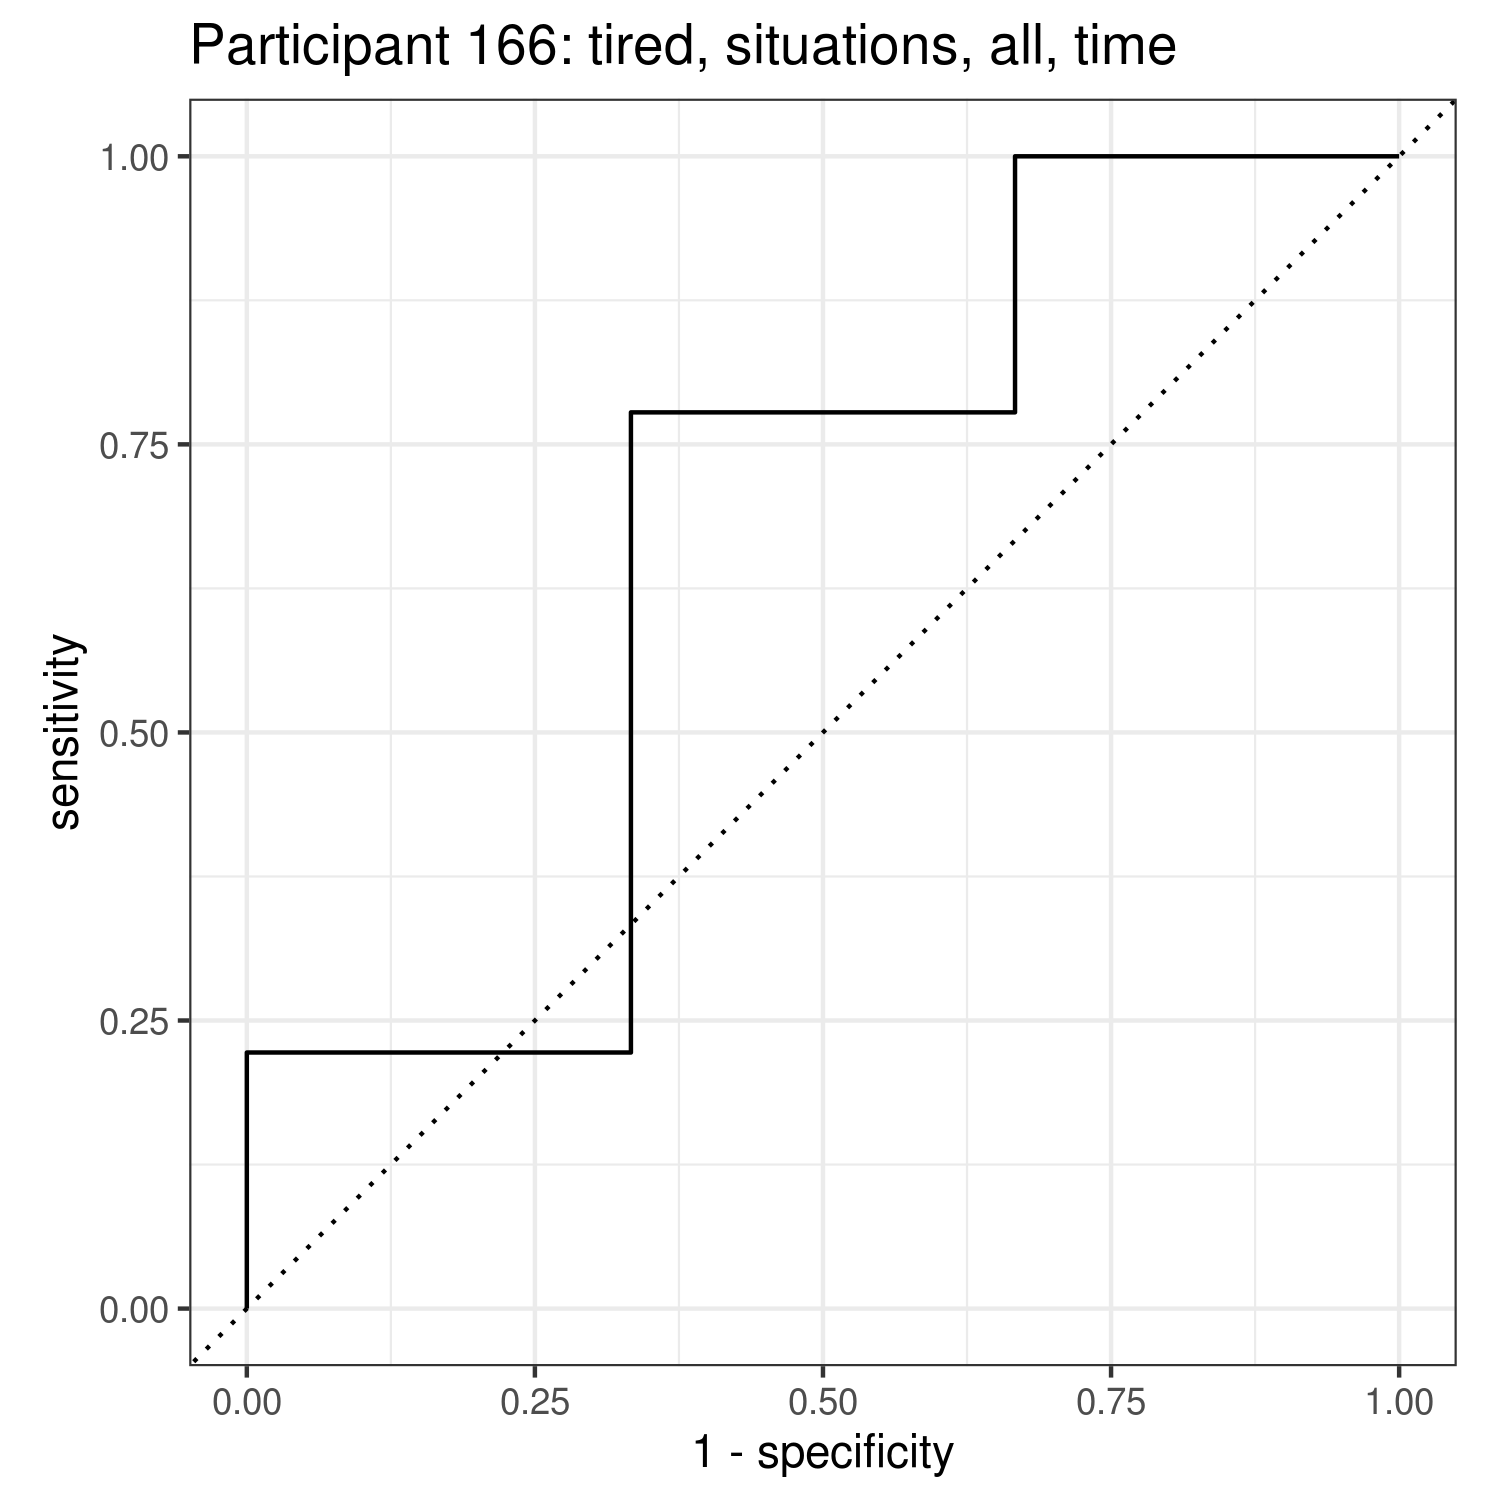 Participant 166: tired, situations, all, time
1.00
0.75
0.50
0.25
0.00
sensitivity
0.00 0.25 0.50 0.75 1.00
1 - specificity